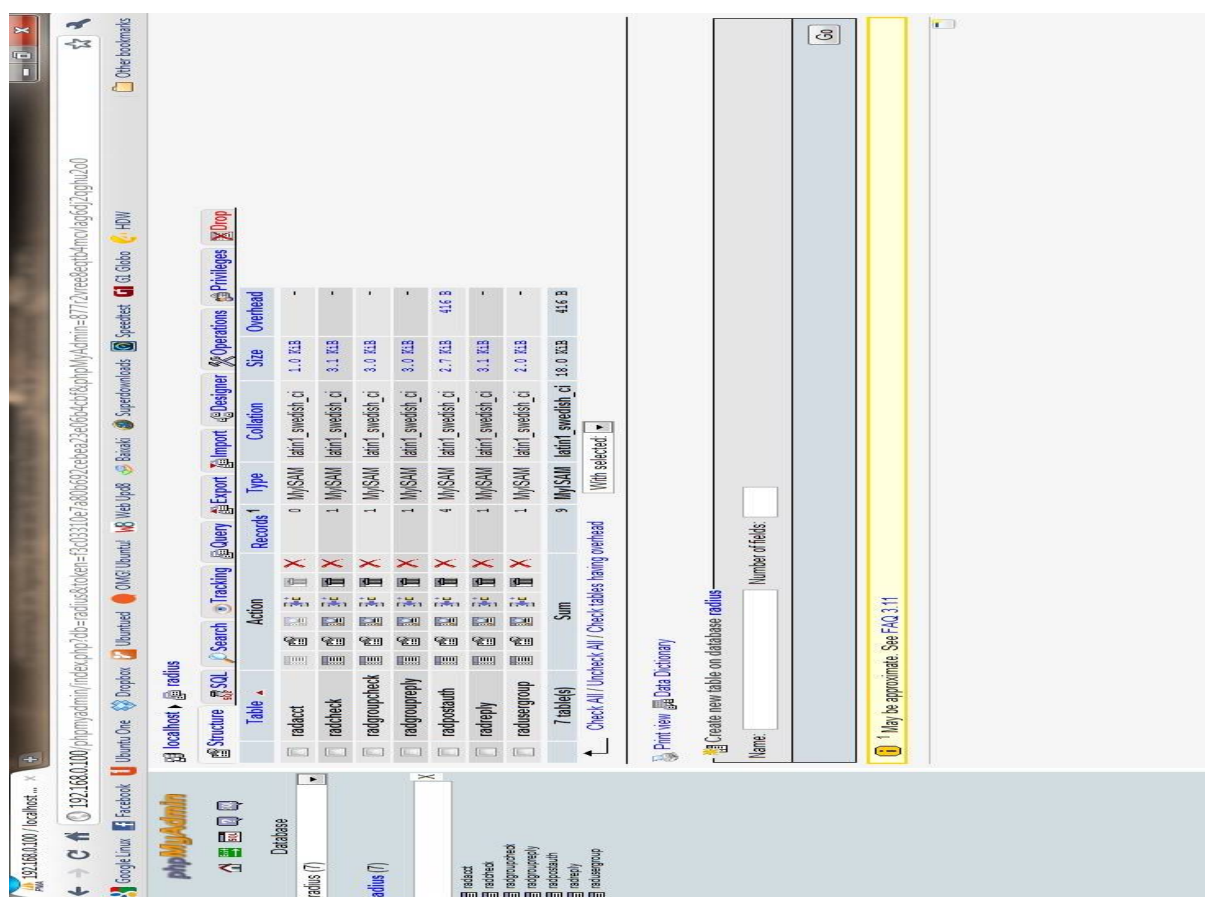 192.168.0.100 / localhost ...
192.168.0.100/phpmyadmin/index.php?db=radius&token=f3c03310e7a80b692cebea23e06b4cbf&phpMyAdmin=877r2vree8eqtb4mcvlag6dj2qghu2o0
Google Linux Facebook Ubuntu One Dropbox Ubuntued OMG! Ubuntu! Web Upd8 Baixaki Superdownloads Speedtest G1 Globo HDW Other bookmarks
phpMyAdmin
Database
radius (7)
radius (7)
radacct
radcheck
radgroupcheck
radgroupreply
radpostauth
radreply
radusergroup
localhost ▸ radius
Structure SQL Search Tracking Query Export Import Designer Operations Privileges Drop
Table Action Records 1 Type Collation Size Overhead
radacct 0 MyISAM latin1_swedish_ci 1.0 KiB -
radcheck 1 MyISAM latin1_swedish_ci 3.1 KiB -
radgroupcheck 1 MyISAM latin1_swedish_ci 3.0 KiB -
radgroupreply 1 MyISAM latin1_swedish_ci 3.0 KiB -
radpostauth 4 MyISAM latin1_swedish_ci 2.7 KiB 416 B
radreply 1 MyISAM latin1_swedish_ci 3.1 KiB -
radusergroup 1 MyISAM latin1_swedish_ci 2.0 KiB -
7 table(s) Sum 9 MyISAM latin1_swedish_ci 18.0 KiB 416 B
Check All / Uncheck All / Check tables having overhead With selected:
Print view Data Dictionary
Create new table on database radius
Name: Number of fields:
Go
1 May be approximate. See FAQ 3.11